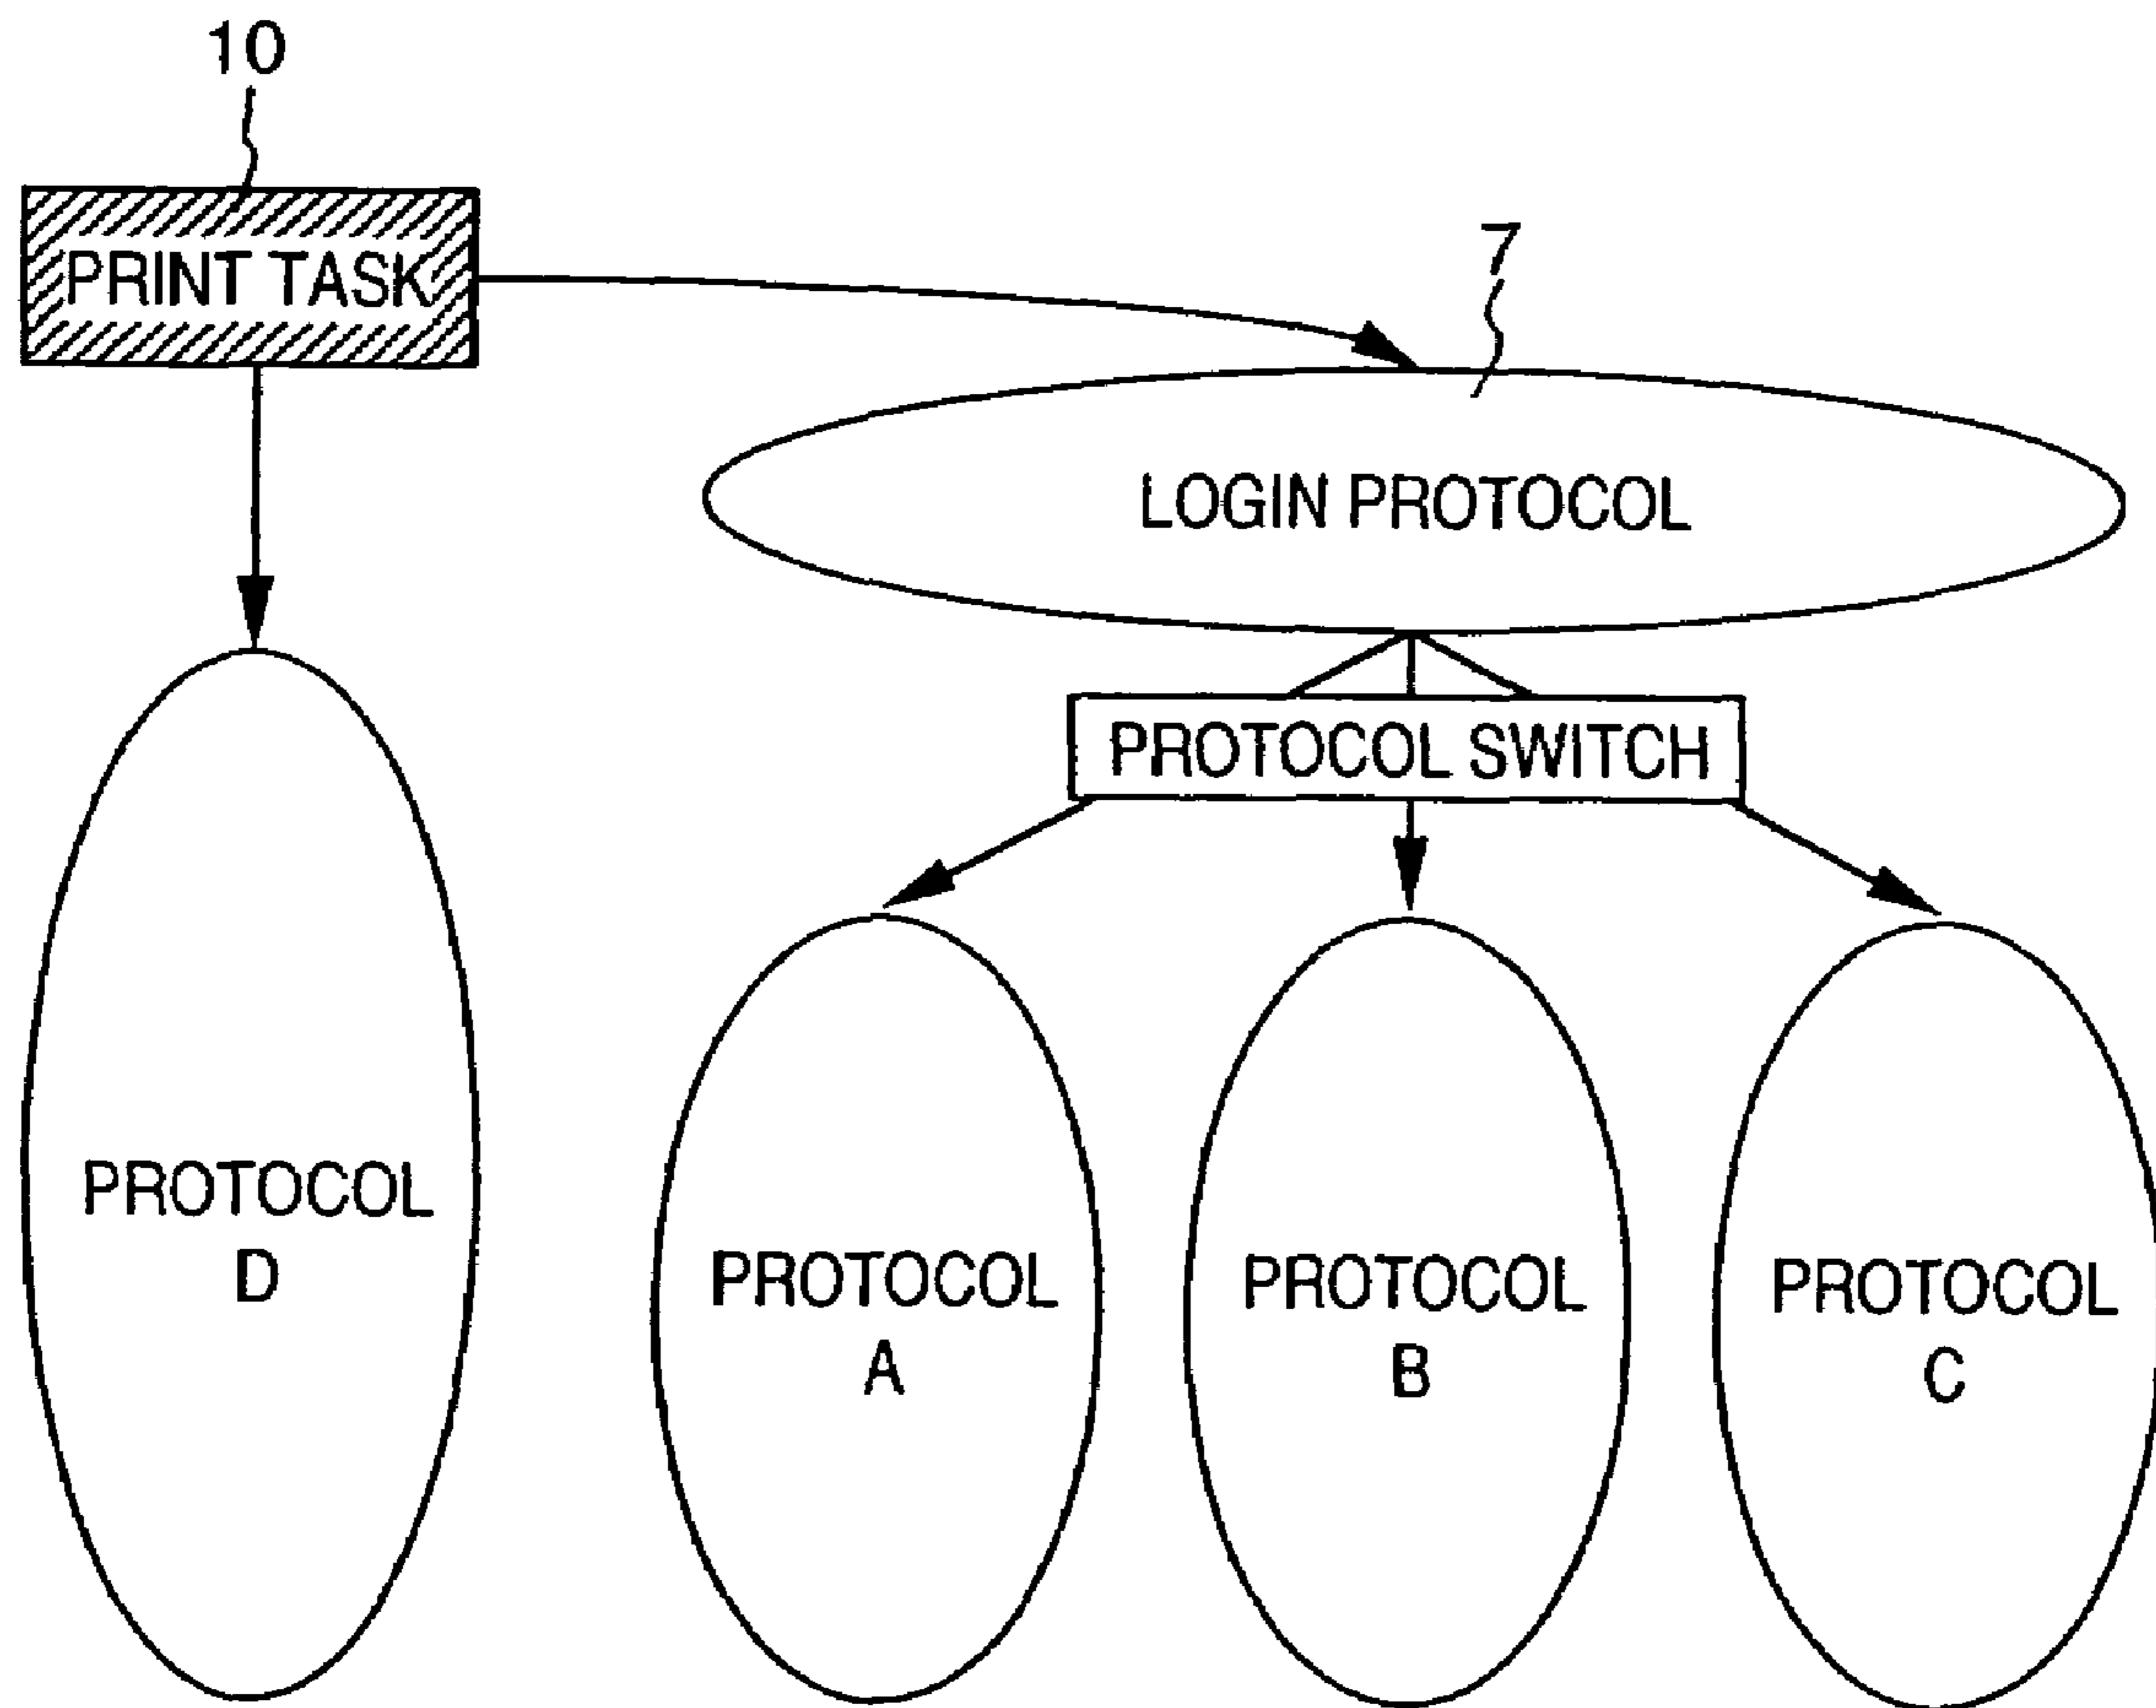 10
PRINT TASK
7
LOGIN PROTOCOL
PROTOCOL SWITCH
PROTOCOL
D
PROTOCOL
A
PROTOCOL
B
PROTOCOL
C